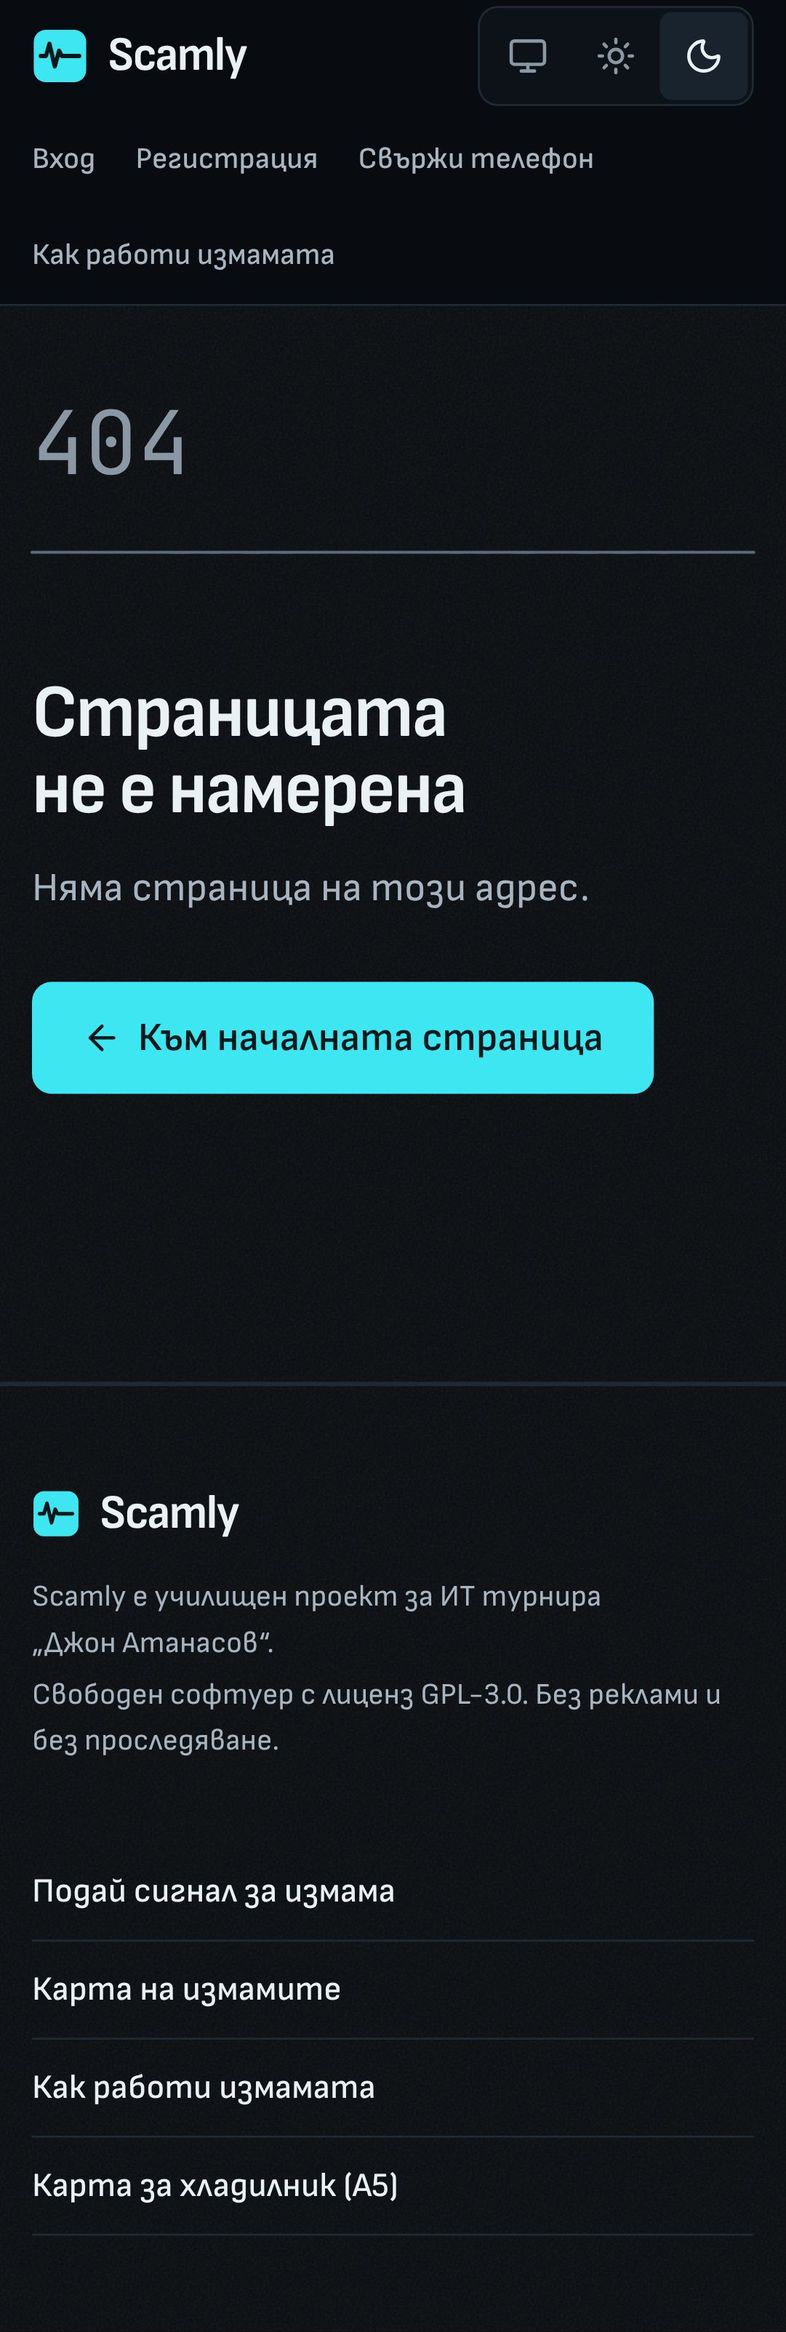 Scamly
Вход Регистрация Свържи телефон
Как работи измамата
404
Страницата
не е намерена
Няма страница на този адрес.
← Към началната страница
Scamly
Scamly е училищен проект за ИТ турнира
„Джон Атанасов“.
Свободен софтуер с лиценз GPL-3.0. Без реклами и
без проследяване.
Подай сигнал за измама
Карта на измамите
Как работи измамата
Карта за хладилник (A5)